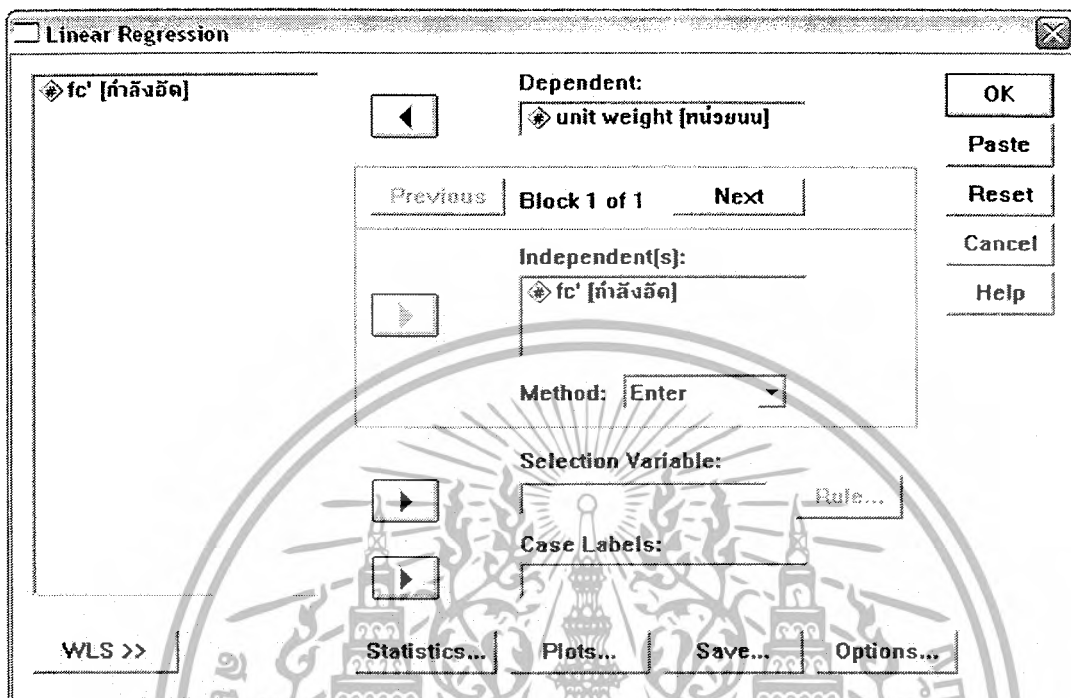 Linear Regression
fc' [กำลังอัด]
Dependent:
unit weight [หน่วยนน]
OK
Paste
Reset
Cancel
Help
Previous
Block 1 of 1
Next
Independent(s):
fc' [กำลังอัด]
Method:
Enter
Selection Variable:
Rule...
Case Labels:
WLS >>
Statistics...
Plots...
Save...
Options...